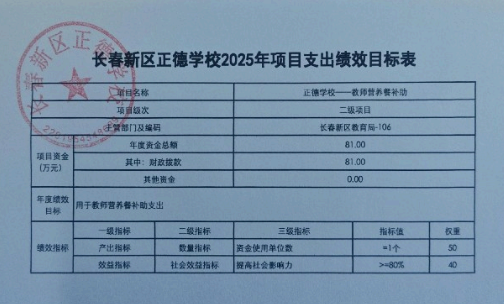 长春新区正德学校2025年项目支出绩效目标表
长春新区正德学校
项目名称 正德学校——教师营养餐补助
项目级次 二级项目
主管部门及编码 长春新区教育局-106
项目资金(万元) 年度资金总额 81.00
其中：财政拨款 81.00
其他资金 0.00
年度绩效目标 用于教师营养餐补助支出
绩效指标 一级指标 二级指标 三级指标 指标值 权重
产出指标 数量指标 资金使用单位数 =1个 50
效益指标 社会效益指标 提高社会影响力 >=80% 40